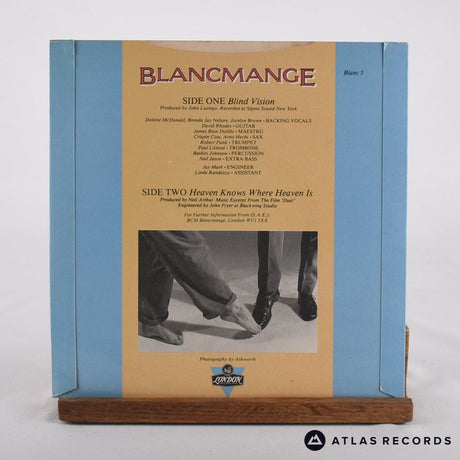 BLANCMANGE
Blanc 5
SIDE ONE Blind Vision
Produced by John Luongo. Recorded at Sigma Sound New York
Dolette McDonald, Brenda Jay Nelson, Jocelyn Brown • BACKING VOCALS
David Rhodes • GUITAR
James Biondolillo • MAESTRO
Crispin Cioe, Arno Hecht • SAX
Robert Funk • TRUMPET
Paul Litteral • TROMBONE
Bashiri Johnson • PERCUSSION
Neil Jason • EXTRA BASS
Jay Mark • ENGINEER
Linda Randazzo • ASSISTANT
SIDE TWO Heaven Knows Where Heaven Is
Produced by Neil Arthur. Music Excerpt From The Film 'Duet'
Engineered by John Fryer at Blackwing Studio
For Further Information From (S.A.E.):
BCM Blancmange, London WC1 3XX
Photography by Ashworth
LONDON
ATLAS RECORDS